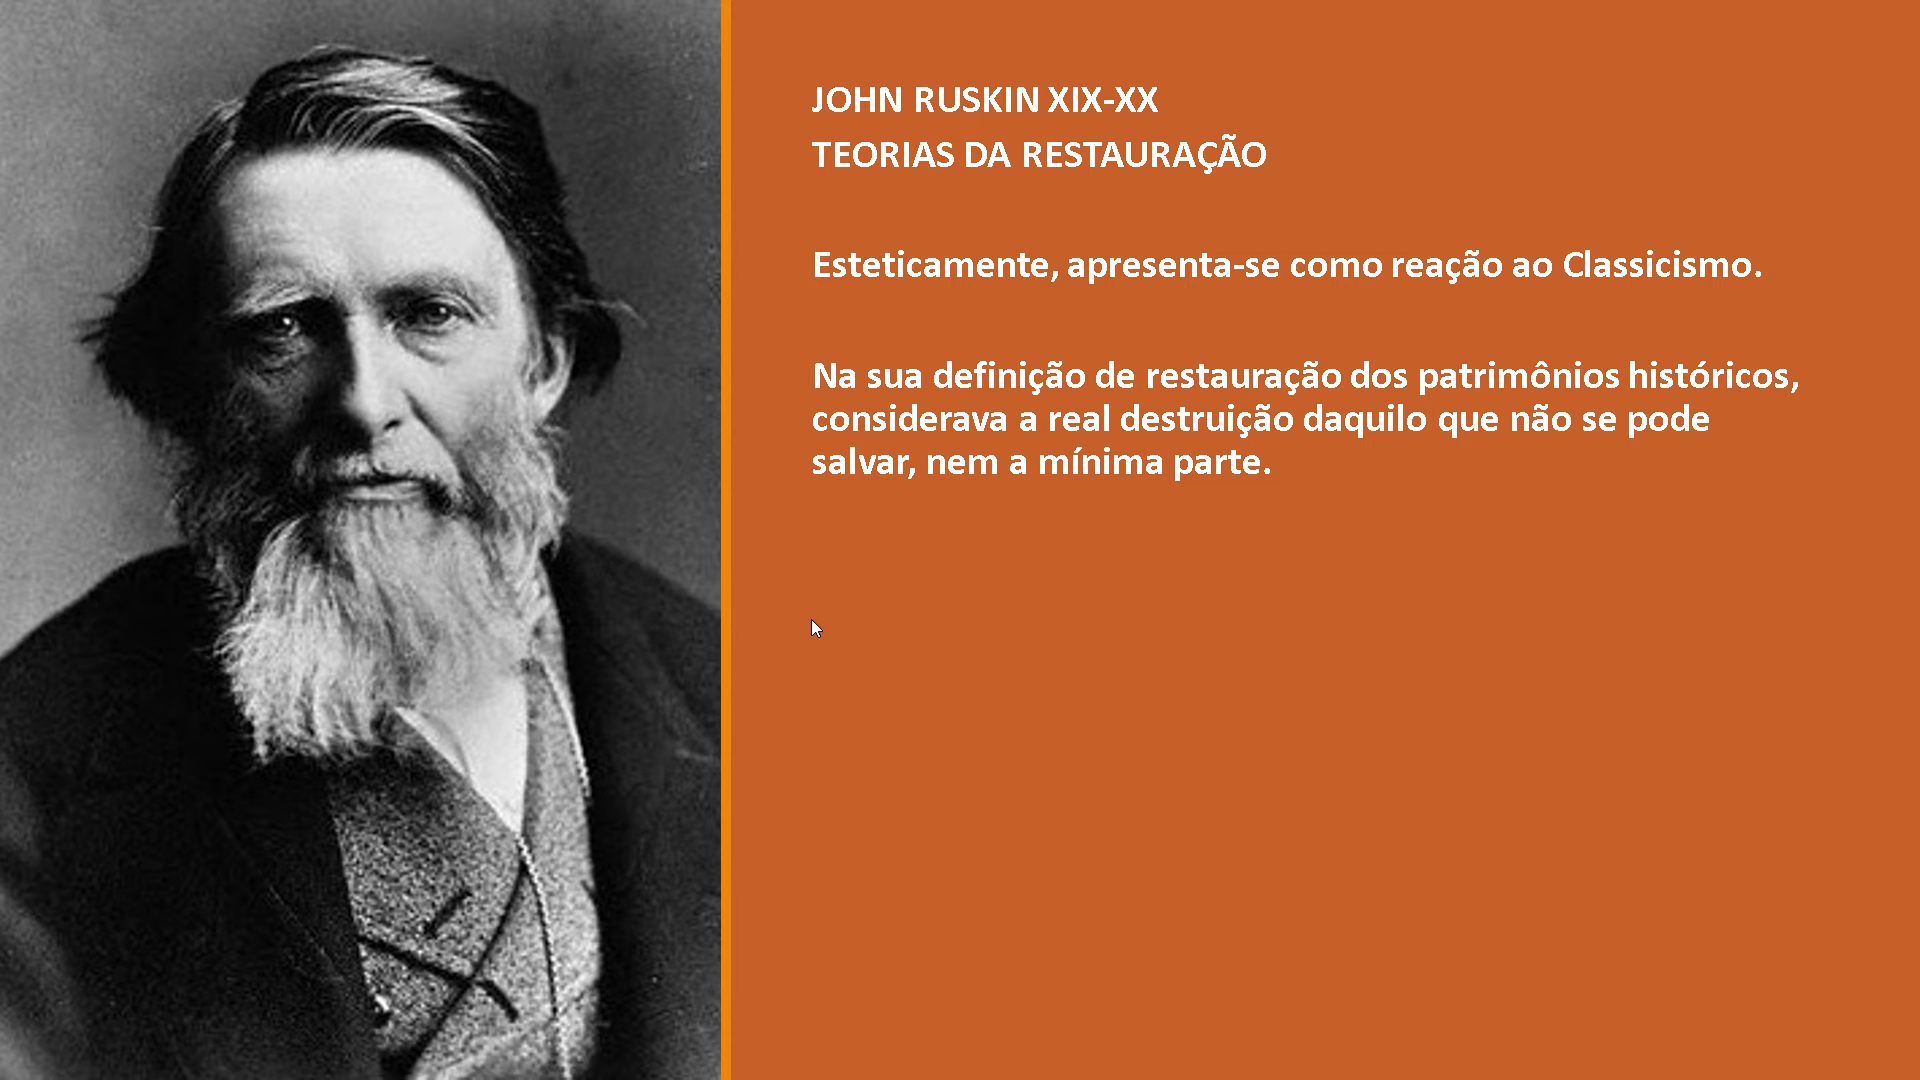 JOHN RUSKIN XIX-XX
TEORIAS DA RESTAURAÇÃO
Esteticamente, apresenta-se como reação ao Classicismo.
Na sua definição de restauração dos patrimônios históricos,
considerava a real destruição daquilo que não se pode
salvar, nem a mínima parte.